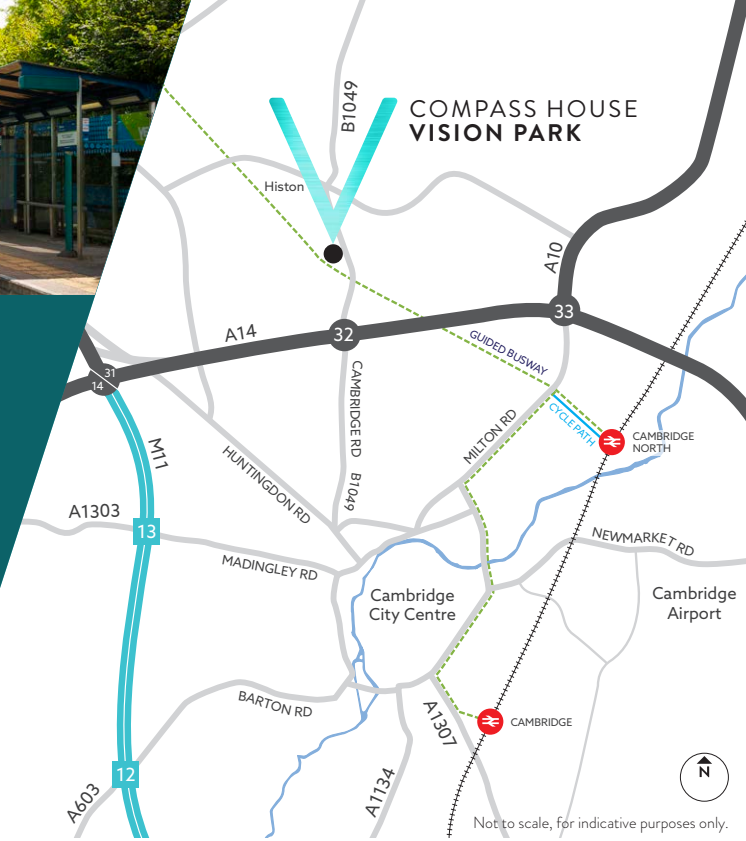 B1049
COMPASS HOUSE
VISION PARK
Histon
A10
33
A14
32
GUIDED BUSWAY
31
14
CYCLE PATH
CAMBRIDGE RD
MILTON RD
CAMBRIDGE
NORTH
M11
HUNTINGDON RD
B1049
A1303
13
NEWMARKET RD
MADINGLEY RD
Cambridge
City Centre
Cambridge
Airport
BARTON RD
A1307
CAMBRIDGE
12
A603
A1134
N
Not to scale, for indicative purposes only.